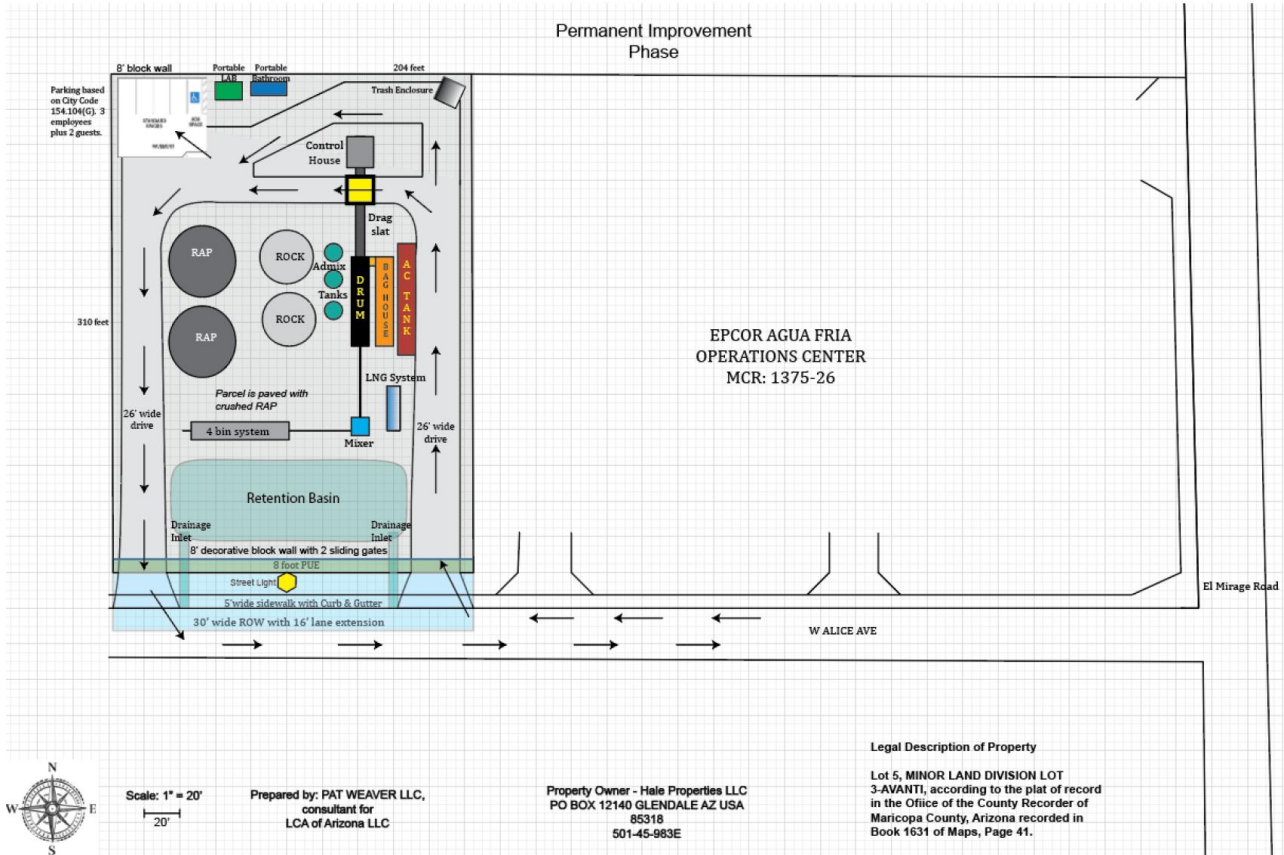 Permanent Improvement
Phase
8' block wall
Portable
LAB
Portable
Bathroom
204 feet
Trash Enclosure
Parking based
on City Code
154.104(G). 3
employees
plus 2 guests.
STANDARD
SPACES
Control
House
Drag
slat
RAP
ROCK
Admix
Tanks
DRUM
BAG HOUSE
AC TANK
RAP
ROCK
310 feet
EPCOR AGUA FRIA
OPERATIONS CENTER
MCR: 1375-26
LNG System
Parcel is paved with
crushed RAP
26' wide
drive
4 bin system
Mixer
26' wide
drive
Retention Basin
Drainage
Inlet
Drainage
Inlet
8' decorative block wall with 2 sliding gates
8 foot PUE
Street Light
5'wide sidewalk with Curb & Gutter
30' wide ROW with 16' lane extension
El Mirage Road
W ALICE AVE
N
W
E
S
Scale: 1" = 20'
20'
Prepared by: PAT WEAVER LLC,
consultant for
LCA of Arizona LLC
Property Owner - Hale Properties LLC
PO BOX 12140 GLENDALE AZ USA
85318
501-45-983E
Legal Description of Property
Lot 5, MINOR LAND DIVISION LOT
3-AVANTI, according to the plat of record
in the Ofiice of the County Recorder of
Maricopa County, Arizona recorded in
Book 1631 of Maps, Page 41.